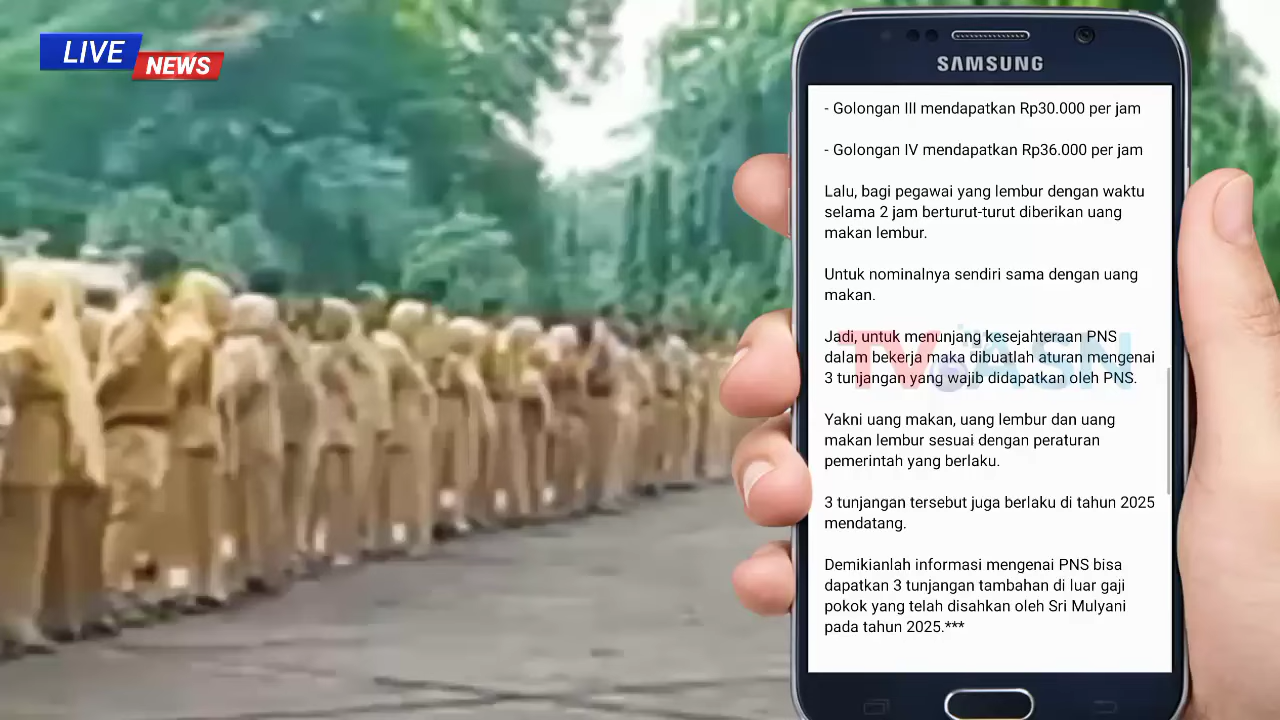 LIVE
NEWS
SAMSUNG
- Golongan III mendapatkan Rp30.000 per jam
- Golongan IV mendapatkan Rp36.000 per jam
Lalu, bagi pegawai yang lembur dengan waktu
selama 2 jam berturut-turut diberikan uang
makan lembur.
Untuk nominalnya sendiri sama dengan uang
makan.
Jadi, untuk menunjang kesejahteraan PNS
dalam bekerja maka dibuatlah aturan mengenai
3 tunjangan yang wajib didapatkan oleh PNS.
Yakni uang makan, uang lembur dan uang
makan lembur sesuai dengan peraturan
pemerintah yang berlaku.
3 tunjangan tersebut juga berlaku di tahun 2025
mendatang.
Demikianlah informasi mengenai PNS bisa
dapatkan 3 tunjangan tambahan di luar gaji
pokok yang telah disahkan oleh Sri Mulyani
pada tahun 2025.***